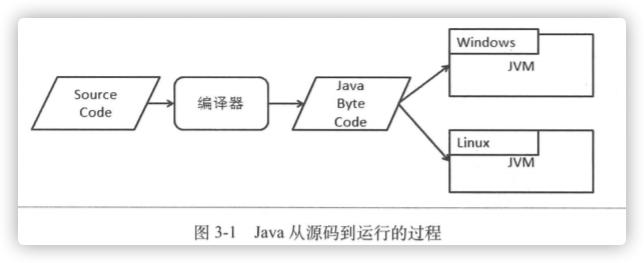 Source
Code
编译器
Java
Byte
Code
Windows
JVM
Linux
JVM
图 3-1 Java 从源码到运行的过程